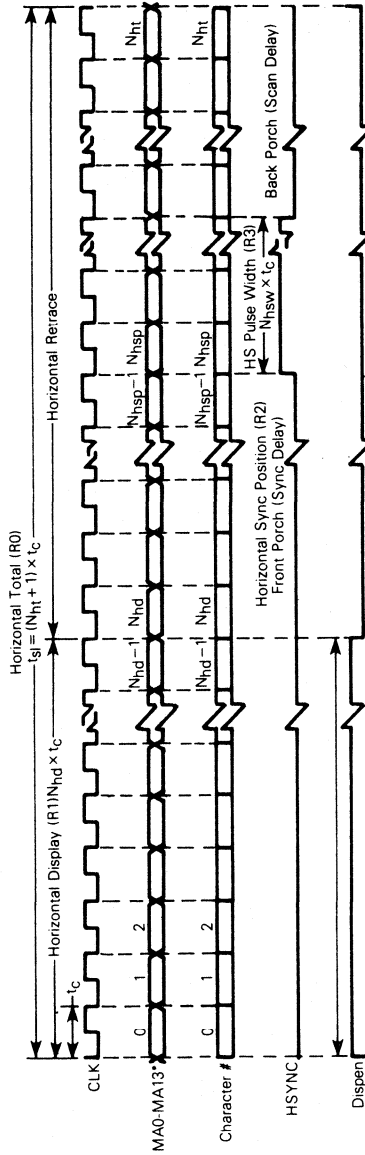 Horizontal Total (R0)
t_sl = (N_ht + 1) × t_c
Horizontal Display (R1) N_hd × t_c
Horizontal Retrace
t_c
CLK
MA0-MA13*
0 1 2 N_hd−1 N_hd N_hsp−1 N_hsp N_ht
Character #
0 1 2 N_hd−1 N_hd N_hsp−1 N_hsp N_ht
HSYNC
Horizontal Sync Position (R2)
Front Porch (Sync Delay)
HS Pulse Width (R3)
N_hsw × t_c
Back Porch (Scan Delay)
Dispen